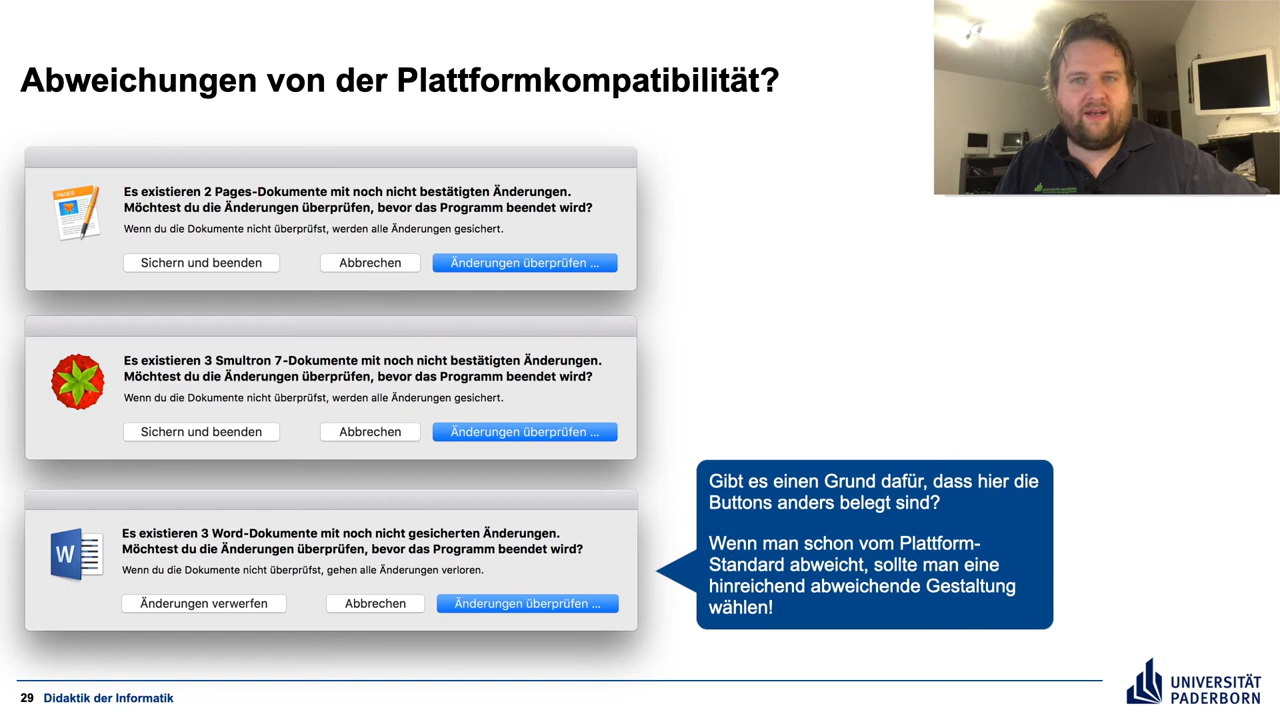 Abweichungen von der Plattformkompatibilität?
PAGES
Es existieren 2 Pages-Dokumente mit noch nicht bestätigten Änderungen.
Möchtest du die Änderungen überprüfen, bevor das Programm beendet wird?
Wenn du die Dokumente nicht überprüfst, werden alle Änderungen gesichert.
Sichern und beenden Abbrechen Änderungen überprüfen ...
Es existieren 3 Smultron 7-Dokumente mit noch nicht bestätigten Änderungen.
Möchtest du die Änderungen überprüfen, bevor das Programm beendet wird?
Wenn du die Dokumente nicht überprüfst, werden alle Änderungen gesichert.
Sichern und beenden Abbrechen Änderungen überprüfen ...
W
Es existieren 3 Word-Dokumente mit noch nicht gesicherten Änderungen.
Möchtest du die Änderungen überprüfen, bevor das Programm beendet wird?
Wenn du die Dokumente nicht überprüfst, gehen alle Änderungen verloren.
Änderungen verwerfen Abbrechen Änderungen überprüfen ...
Gibt es einen Grund dafür, dass hier die
Buttons anders belegt sind?
Wenn man schon vom Plattform-
Standard abweicht, sollte man eine
hinreichend abweichende Gestaltung
wählen!
29 Didaktik der Informatik
UNIVERSITÄT
PADERBORN